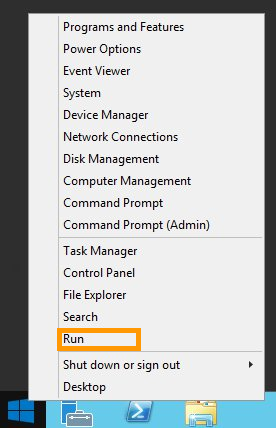 Programs and Features
Power Options
Event Viewer
System
Device Manager
Network Connections
Disk Management
Computer Management
Command Prompt
Command Prompt (Admin)
Task Manager
Control Panel
File Explorer
Search
Run
Shut down or sign out
Desktop